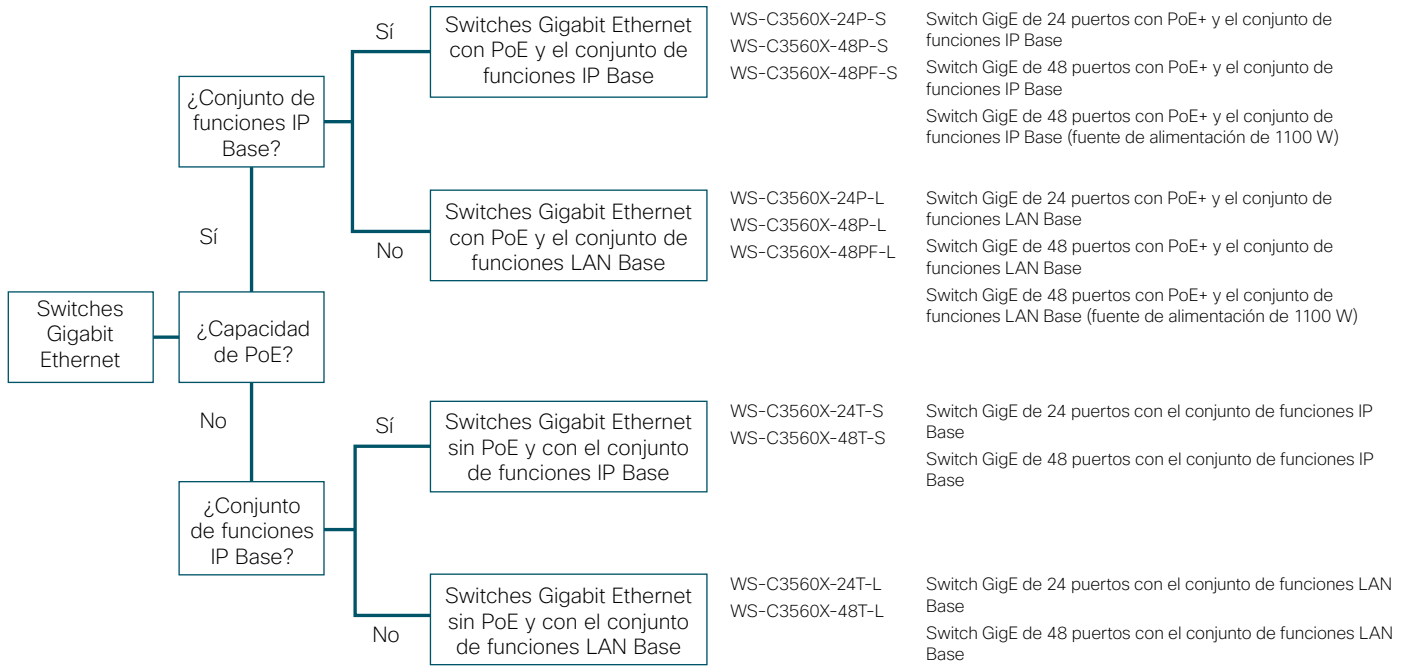 Switches
Gigabit
Ethernet
¿Capacidad
de PoE?
Sí
No
¿Conjunto de
funciones IP
Base?
Sí
No
Switches Gigabit Ethernet
con PoE y el conjunto de
funciones IP Base
WS-C3560X-24P-S
WS-C3560X-48P-S
WS-C3560X-48PF-S
Switch GigE de 24 puertos con PoE+ y el conjunto de
funciones IP Base
Switch GigE de 48 puertos con PoE+ y el conjunto de
funciones IP Base
Switch GigE de 48 puertos con PoE+ y el conjunto de
funciones IP Base (fuente de alimentación de 1100 W)
Switches Gigabit Ethernet
con PoE y el conjunto de
funciones LAN Base
WS-C3560X-24P-L
WS-C3560X-48P-L
WS-C3560X-48PF-L
Switch GigE de 24 puertos con PoE+ y el conjunto de
funciones LAN Base
Switch GigE de 48 puertos con PoE+ y el conjunto de
funciones LAN Base
Switch GigE de 48 puertos con PoE+ y el conjunto de
funciones LAN Base (fuente de alimentación de 1100 W)
¿Conjunto
de funciones
IP Base?
Sí
No
Switches Gigabit Ethernet
sin PoE y con el conjunto
de funciones IP Base
WS-C3560X-24T-S
WS-C3560X-48T-S
Switch GigE de 24 puertos con el conjunto de funciones IP
Base
Switch GigE de 48 puertos con el conjunto de funciones IP
Base
Switches Gigabit Ethernet
sin PoE y con el conjunto
de funciones LAN Base
WS-C3560X-24T-L
WS-C3560X-48T-L
Switch GigE de 24 puertos con el conjunto de funciones LAN
Base
Switch GigE de 48 puertos con el conjunto de funciones LAN
Base